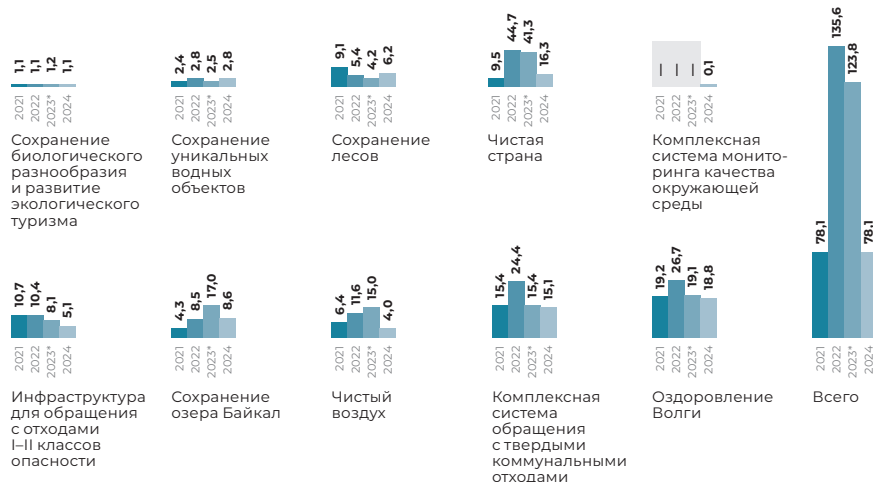 1,1 1,1 1,2 1,1
2021 2022 2023* 2024
Сохранение
биологического
разнообразия
и развитие
экологического
туризма
2,4 2,8 2,5 2,8
2021 2022 2023* 2024
Сохранение
уникальных
водных
объектов
9,1 5,4 4,2 6,2
2021 2022 2023* 2024
Сохранение
лесов
9,5 44,7 41,3 16,3
2021 2022 2023* 2024
Чистая
страна
— — — 0,1
2021 2022 2023* 2024
Комплексная
система монито-
ринга качества
окружающей
среды
10,7 10,4 8,1 5,1
2021 2022 2023* 2024
Инфраструктура
для обращения
с отходами
I–II классов
опасности
4,3 8,5 17,0 8,6
2021 2022 2023* 2024
Сохранение
озера Байкал
6,4 11,6 15,0 4,0
2021 2022 2023* 2024
Чистый
воздух
15,4 24,4 15,4 15,1
2021 2022 2023* 2024
Комплексная
система
обращения
с твердыми
коммунальными
отходами
19,2 26,7 19,1 18,8
2021 2022 2023* 2024
Оздоровление
Волги
78,1 135,6 123,8 78,1
2021 2022 2023* 2024
Всего